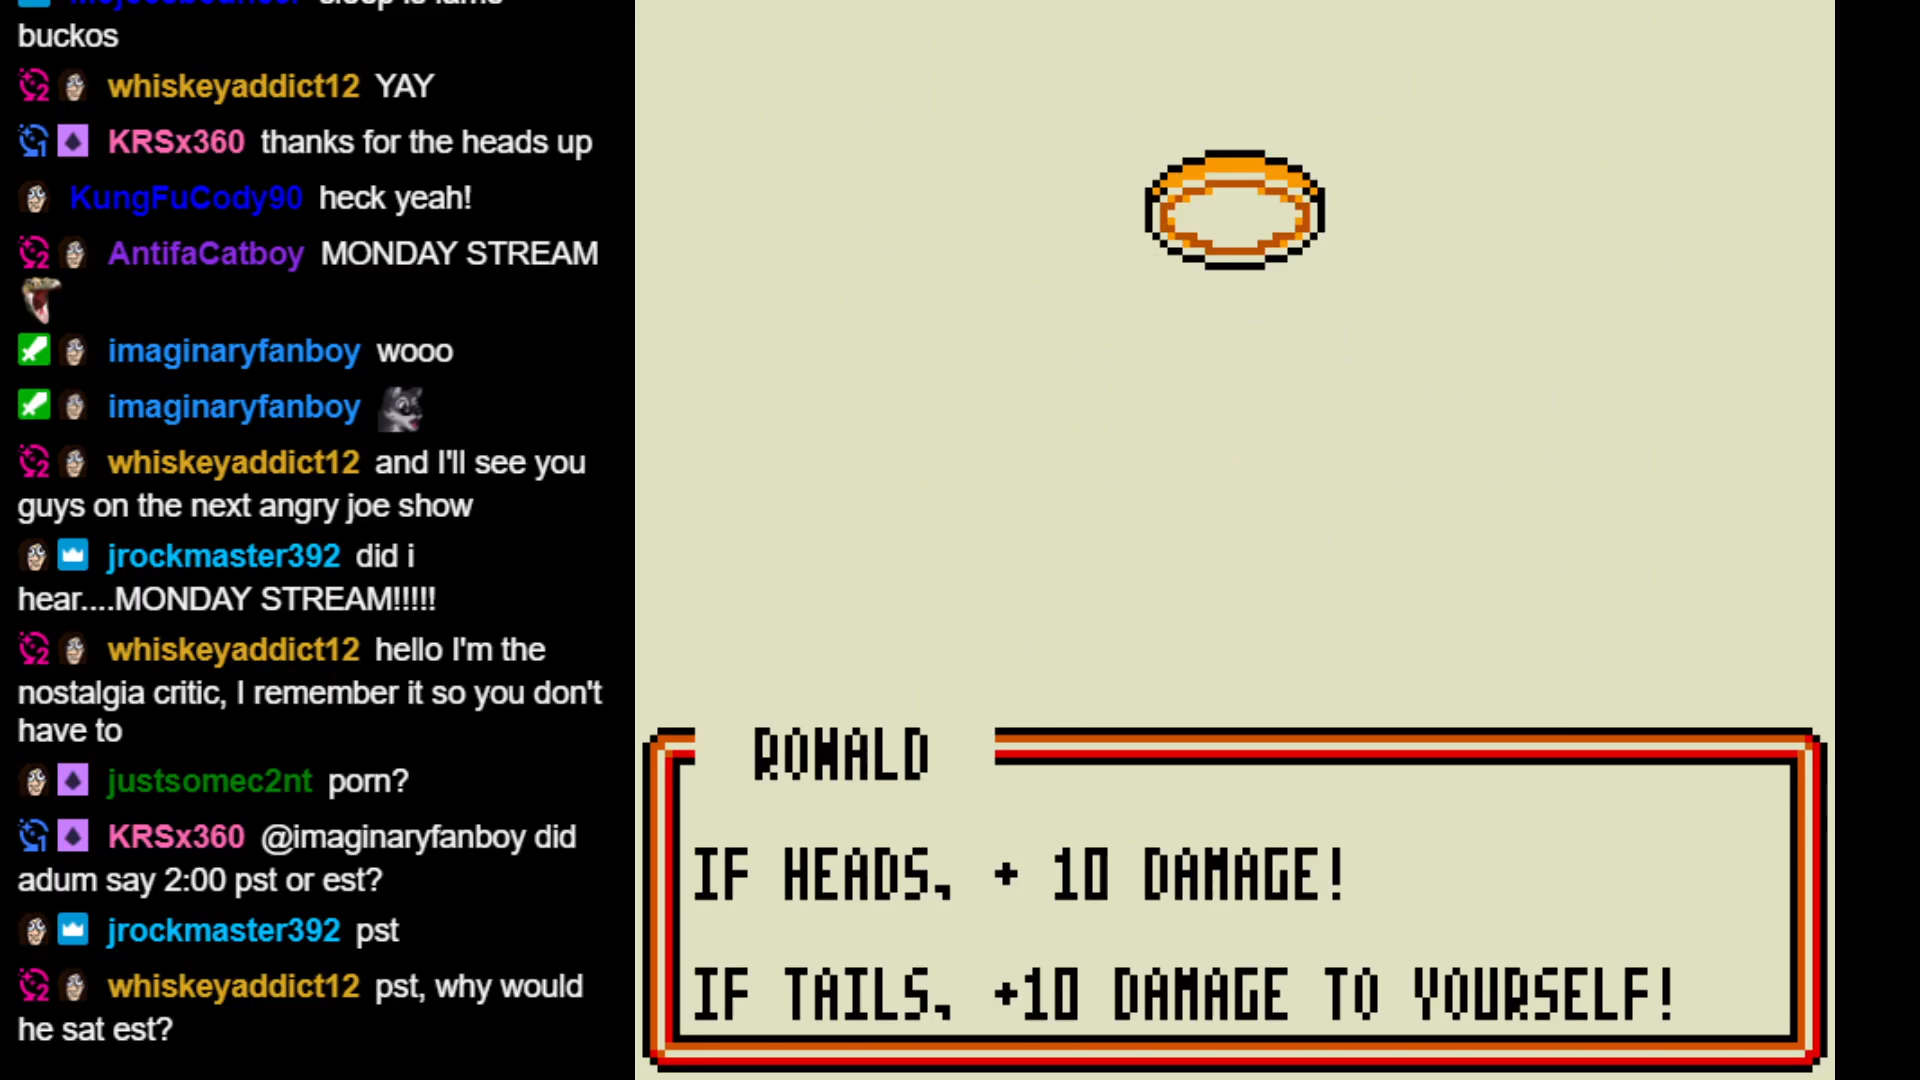 buckos
whiskeyaddict12 YAY
KRSx360 thanks for the heads up
KungFuCody90 heck yeah!
AntifaCatboy MONDAY STREAM
imaginaryfanboy wooo
imaginaryfanboy
whiskeyaddict12 and I'll see you
guys on the next angry joe show
jrockmaster392 did i
hear....MONDAY STREAM!!!!!
whiskeyaddict12 hello I'm the
nostalgia critic, I remember it so you don't
have to
justsomec2nt porn?
KRSx360 @imaginaryfanboy did
adum say 2:00 pst or est?
jrockmaster392 pst
whiskeyaddict12 pst, why would
he sat est?
RONALD
IF HEADS, + 10 DAMAGE!
IF TAILS, +10 DAMAGE TO YOURSELF!